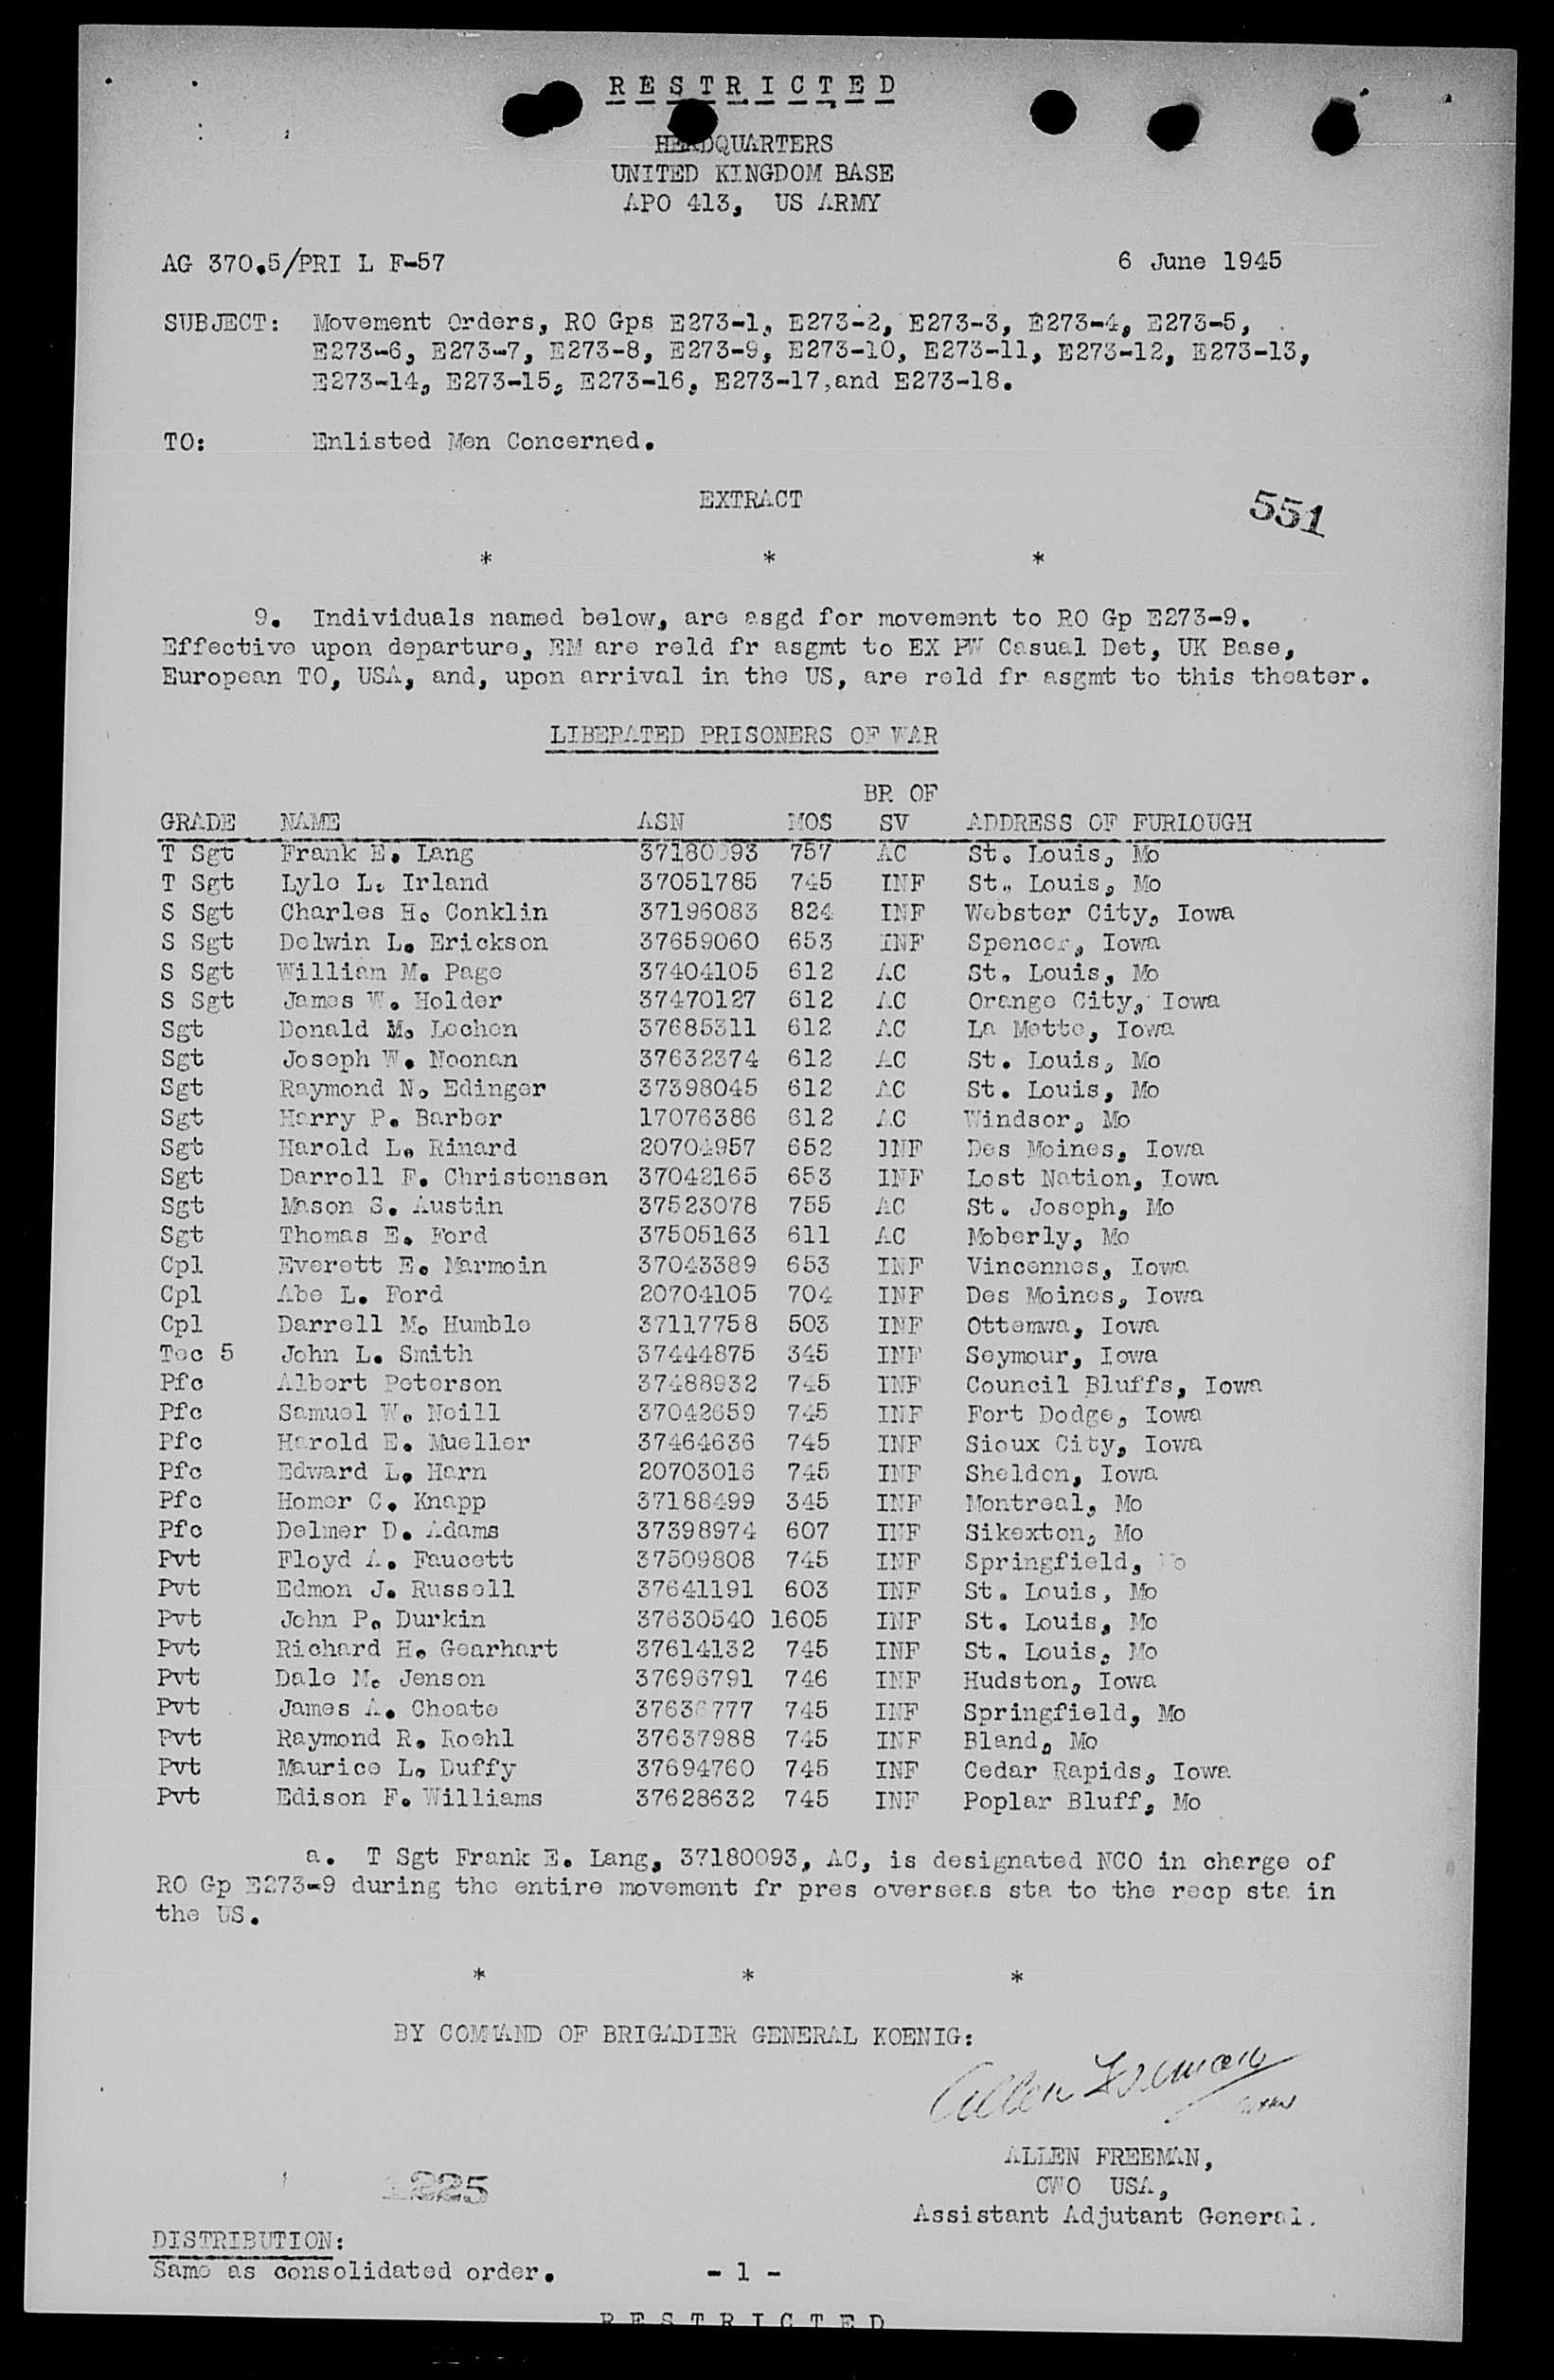 RESTRICTED
HEADQUARTERS
UNITED KINGDOM BASE
APO 413, US ARMY
AG 370.5/PRI L F-57 6 June 1945
SUBJECT: Movement Orders, RO Gps E273-1, E273-2, E273-3, E273-4, E273-5,
E273-6, E273-7, E273-8, E273-9, E273-10, E273-11, E273-12, E273-13,
E273-14, E273-15, E273-16, E273-17,and E273-18.
TO: Enlisted Men Concerned.
EXTRACT
551
* * *
9. Individuals named below, are asgd for movement to RO Gp E273-9.
Effective upon departure, EM are reld fr asgmt to EX PW Casual Det, UK Base,
European TO, USA, and, upon arrival in the US, are reld fr asgmt to this theater.
LIBERATED PRISONERS OF WAR
BR OF
GRADE NAME ASN MOS SV ADDRESS OF FURLOUGH
T Sgt Frank E. Lang 37180093 757 AC St. Louis, Mo
T Sgt Lyle L. Irland 37051785 745 INF St. Louis, Mo
S Sgt Charles H. Conklin 37196083 824 INF Webster City, Iowa
S Sgt Delwin L. Erickson 37659060 653 INF Spencer, Iowa
S Sgt William M. Page 37404105 612 AC St. Louis, Mo
S Sgt James W. Holder 37470127 612 AC Orange City, Iowa
Sgt Donald M. Lochen 37685311 612 AC La Motte, Iowa
Sgt Joseph W. Noonan 37632374 612 AC St. Louis, Mo
Sgt Raymond N. Edinger 37398045 612 AC St. Louis, Mo
Sgt Harry P. Barber 17076386 612 AC Windsor, Mo
Sgt Harold L. Rinard 20704957 652 INF Des Moines, Iowa
Sgt Darroll F. Christensen 37042165 653 INF Lost Nation, Iowa
Sgt Mason S. Austin 37523078 755 AC St. Joseph, Mo
Sgt Thomas E. Ford 37505163 611 AC Moberly, Mo
Cpl Everett E. Marmoin 37043389 653 INF Vincennes, Iowa
Cpl Abe L. Ford 20704105 704 INF Des Moines, Iowa
Cpl Darrell M. Humble 37117758 503 INF Ottemwa, Iowa
Tec 5 John L. Smith 37444875 345 INF Seymour, Iowa
Pfc Albert Peterson 37488932 745 INF Council Bluffs, Iowa
Pfc Samuel W. Neill 37042659 745 INF Fort Dodge, Iowa
Pfc Harold E. Mueller 37464636 745 INF Sioux City, Iowa
Pfc Edward L. Harn 20703016 745 INF Sheldon, Iowa
Pfc Homer C. Knapp 37188499 345 INF Montreal, Mo
Pfc Delmer D. Adams 37398974 607 INF Sikexton, Mo
Pvt Floyd A. Faucett 37509808 745 INF Springfield, Mo
Pvt Edmon J. Russell 37641191 603 INF St. Louis, Mo
Pvt John P. Durkin 37630540 1605 INF St. Louis, Mo
Pvt Richard H. Gearhart 37614132 745 INF St. Louis, Mo
Pvt Dale M. Jenson 37696791 746 INF Hudston, Iowa
Pvt James A. Choate 745 INF Springfield, Mo
Pvt Raymond R. Roehl 37637988 745 INF Bland, Mo
Pvt Maurice L. Duffy 37694760 745 INF Cedar Rapids, Iowa
Pvt Edison F. Williams 37628632 745 INF Poplar Bluff, Mo
a. T Sgt Frank E. Lang, 37180093, AC, is designated NCO in charge of
RO Gp E273-9 during the entire movement fr pres overseas sta to the recp sta in
the US.
* * *
BY COMMAND OF BRIGADIER GENERAL KOENIG:
Allen Freeman
ALLEN FREEMAN,
CWO USA,
Assistant Adjutant General.
1225
DISTRIBUTION:
Same as consolidated order.
- 1 -
RESTRICTED